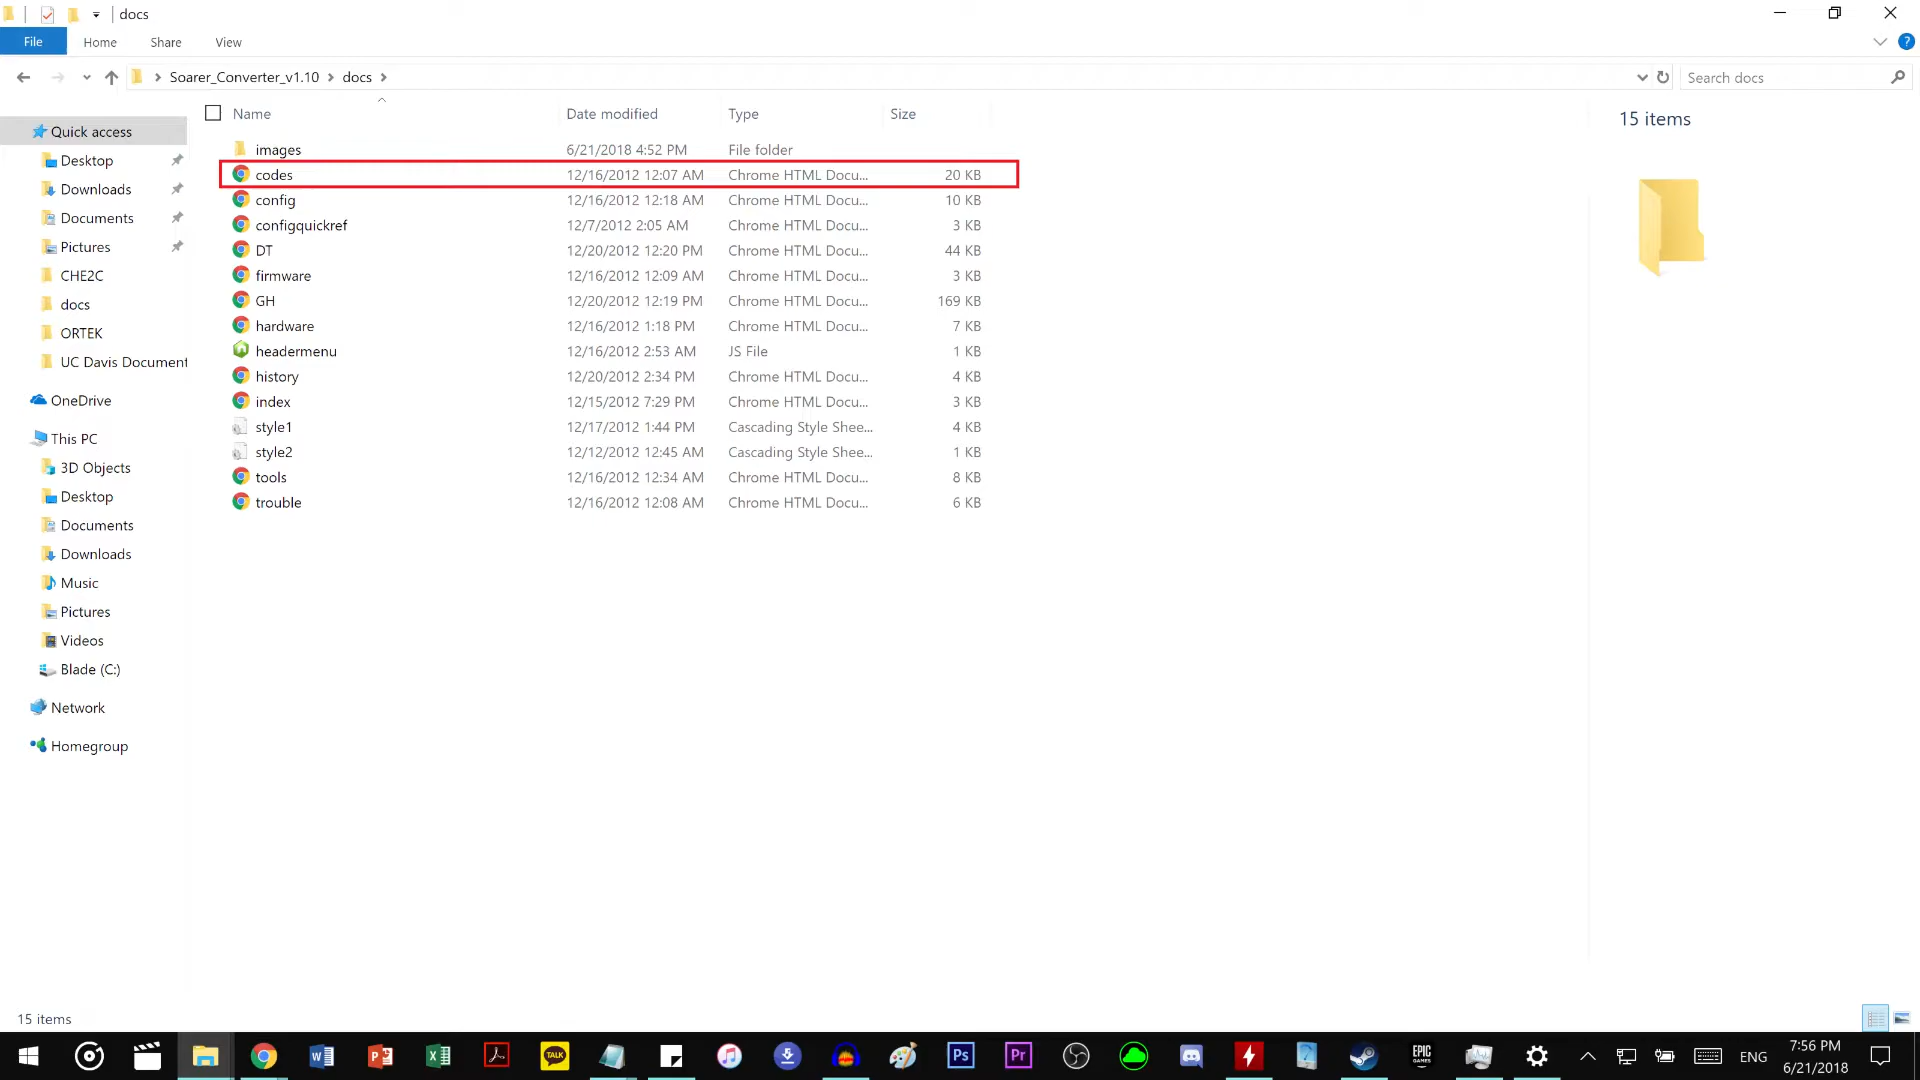 docs
File Home Share View
Soarer_Converter_v1.10 docs Search docs
Name Date modified Type Size
15 items
Quick access
Desktop
Downloads
Documents
Pictures
CHE2C
docs
ORTEK
UC Davis Document
OneDrive
This PC
3D Objects
Desktop
Documents
Downloads
Music
Pictures
Videos
Blade (C:)
Network
Homegroup
images 6/21/2018 4:52 PM File folder
codes 12/16/2012 12:07 AM Chrome HTML Docu... 20 KB
config 12/16/2012 12:18 AM Chrome HTML Docu... 10 KB
configquickref 12/7/2012 2:05 AM Chrome HTML Docu... 3 KB
DT 12/20/2012 12:20 PM Chrome HTML Docu... 44 KB
firmware 12/16/2012 12:09 AM Chrome HTML Docu... 3 KB
GH 12/20/2012 12:19 PM Chrome HTML Docu... 169 KB
hardware 12/16/2012 1:18 PM Chrome HTML Docu... 7 KB
headermenu 12/16/2012 2:53 AM JS File 1 KB
history 12/20/2012 2:34 PM Chrome HTML Docu... 4 KB
index 12/15/2012 7:29 PM Chrome HTML Docu... 3 KB
style1 12/17/2012 1:44 PM Cascading Style Shee... 4 KB
style2 12/12/2012 12:45 AM Cascading Style Shee... 1 KB
tools 12/16/2012 12:34 AM Chrome HTML Docu... 8 KB
trouble 12/16/2012 12:08 AM Chrome HTML Docu... 6 KB
15 items
TALK Ps Pr EPIC GAMES ENG 7:56 PM
6/21/2018